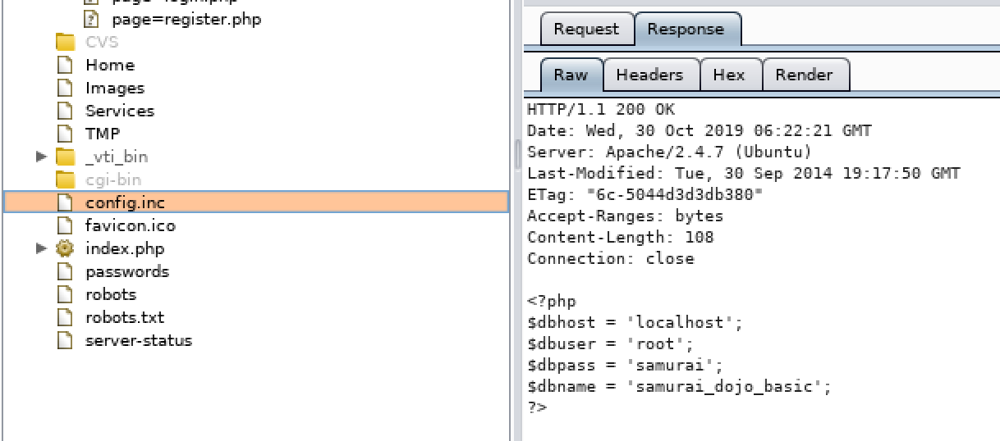 page=login.php
page=register.php
CVS
Home
Images
Services
TMP
_vti_bin
cgi-bin
config.inc
favicon.ico
index.php
passwords
robots
robots.txt
server-status
Request
Response
Raw
Headers
Hex
Render
HTTP/1.1 200 OK
Date: Wed, 30 Oct 2019 06:22:21 GMT
Server: Apache/2.4.7 (Ubuntu)
Last-Modified: Tue, 30 Sep 2014 19:17:50 GMT
ETag: "6c-5044d3d3db380"
Accept-Ranges: bytes
Content-Length: 108
Connection: close
<?php
$dbhost = 'localhost';
$dbuser = 'root';
$dbpass = 'samurai';
$dbname = 'samurai_dojo_basic';
?>